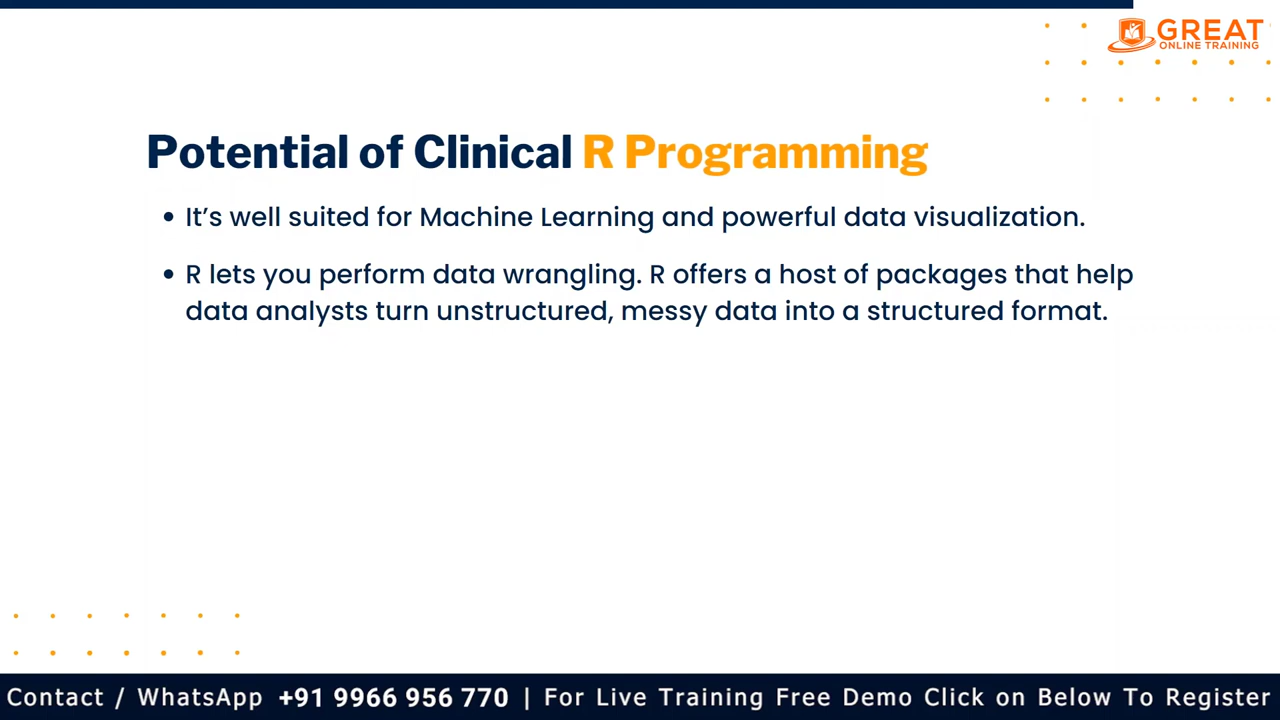 GREAT
ONLINE TRAINING
Potential of Clinical R Programming
• It’s well suited for Machine Learning and powerful data visualization.
• R lets you perform data wrangling. R offers a host of packages that help
data analysts turn unstructured, messy data into a structured format.
Contact / WhatsApp +91 9966 956 770 | For Live Training Free Demo Click on Below To Register